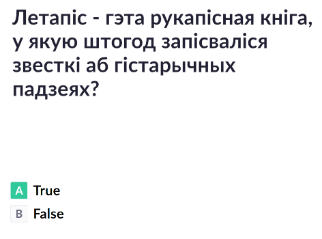 Летапіс - гэта рукапісная кніга,
у якую штогод запісваліся
звесткі аб гістарычных
падзеях?
A True
B False